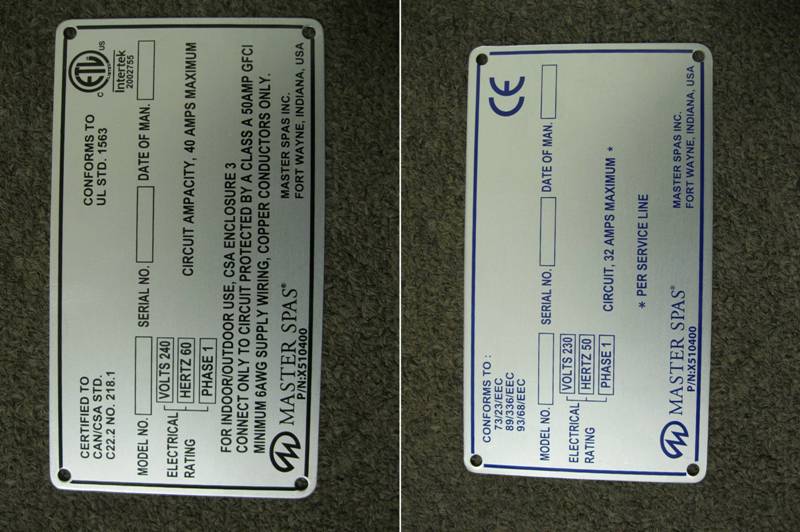 CERTIFIED TO
CAN/CSA STD.
C22.2 NO. 218.1
CONFORMS TO
UL STD. 1563
C ETL US
Intertek
2002755
MODEL NO. SERIAL NO. DATE OF MAN.
ELECTRICAL RATING
VOLTS 240
HERTZ 60
PHASE 1
CIRCUIT AMPACITY, 40 AMPS MAXIMUM
FOR INDOOR/OUTDOOR USE, CSA ENCLOSURE 3
CONNECT ONLY TO CIRCUIT PROTECTED BY A CLASS A 50AMP GFCI
MINIMUM 6AWG SUPPLY WIRING, COPPER CONDUCTORS ONLY.
MASTER SPAS®
P/N:X510400
MASTER SPAS INC.
FORT WAYNE, INDIANA, USA
CONFORMS TO :
73/23/EEC
89/336/EEC
93/68/EEC
CE
MODEL NO. SERIAL NO. DATE OF MAN.
ELECTRICAL RATING
VOLTS 230
HERTZ 50
PHASE 1
CIRCUIT, 32 AMPS MAXIMUM *
* PER SERVICE LINE
MASTER SPAS®
P/N:X510400
MASTER SPAS INC.
FORT WAYNE, INDIANA, USA